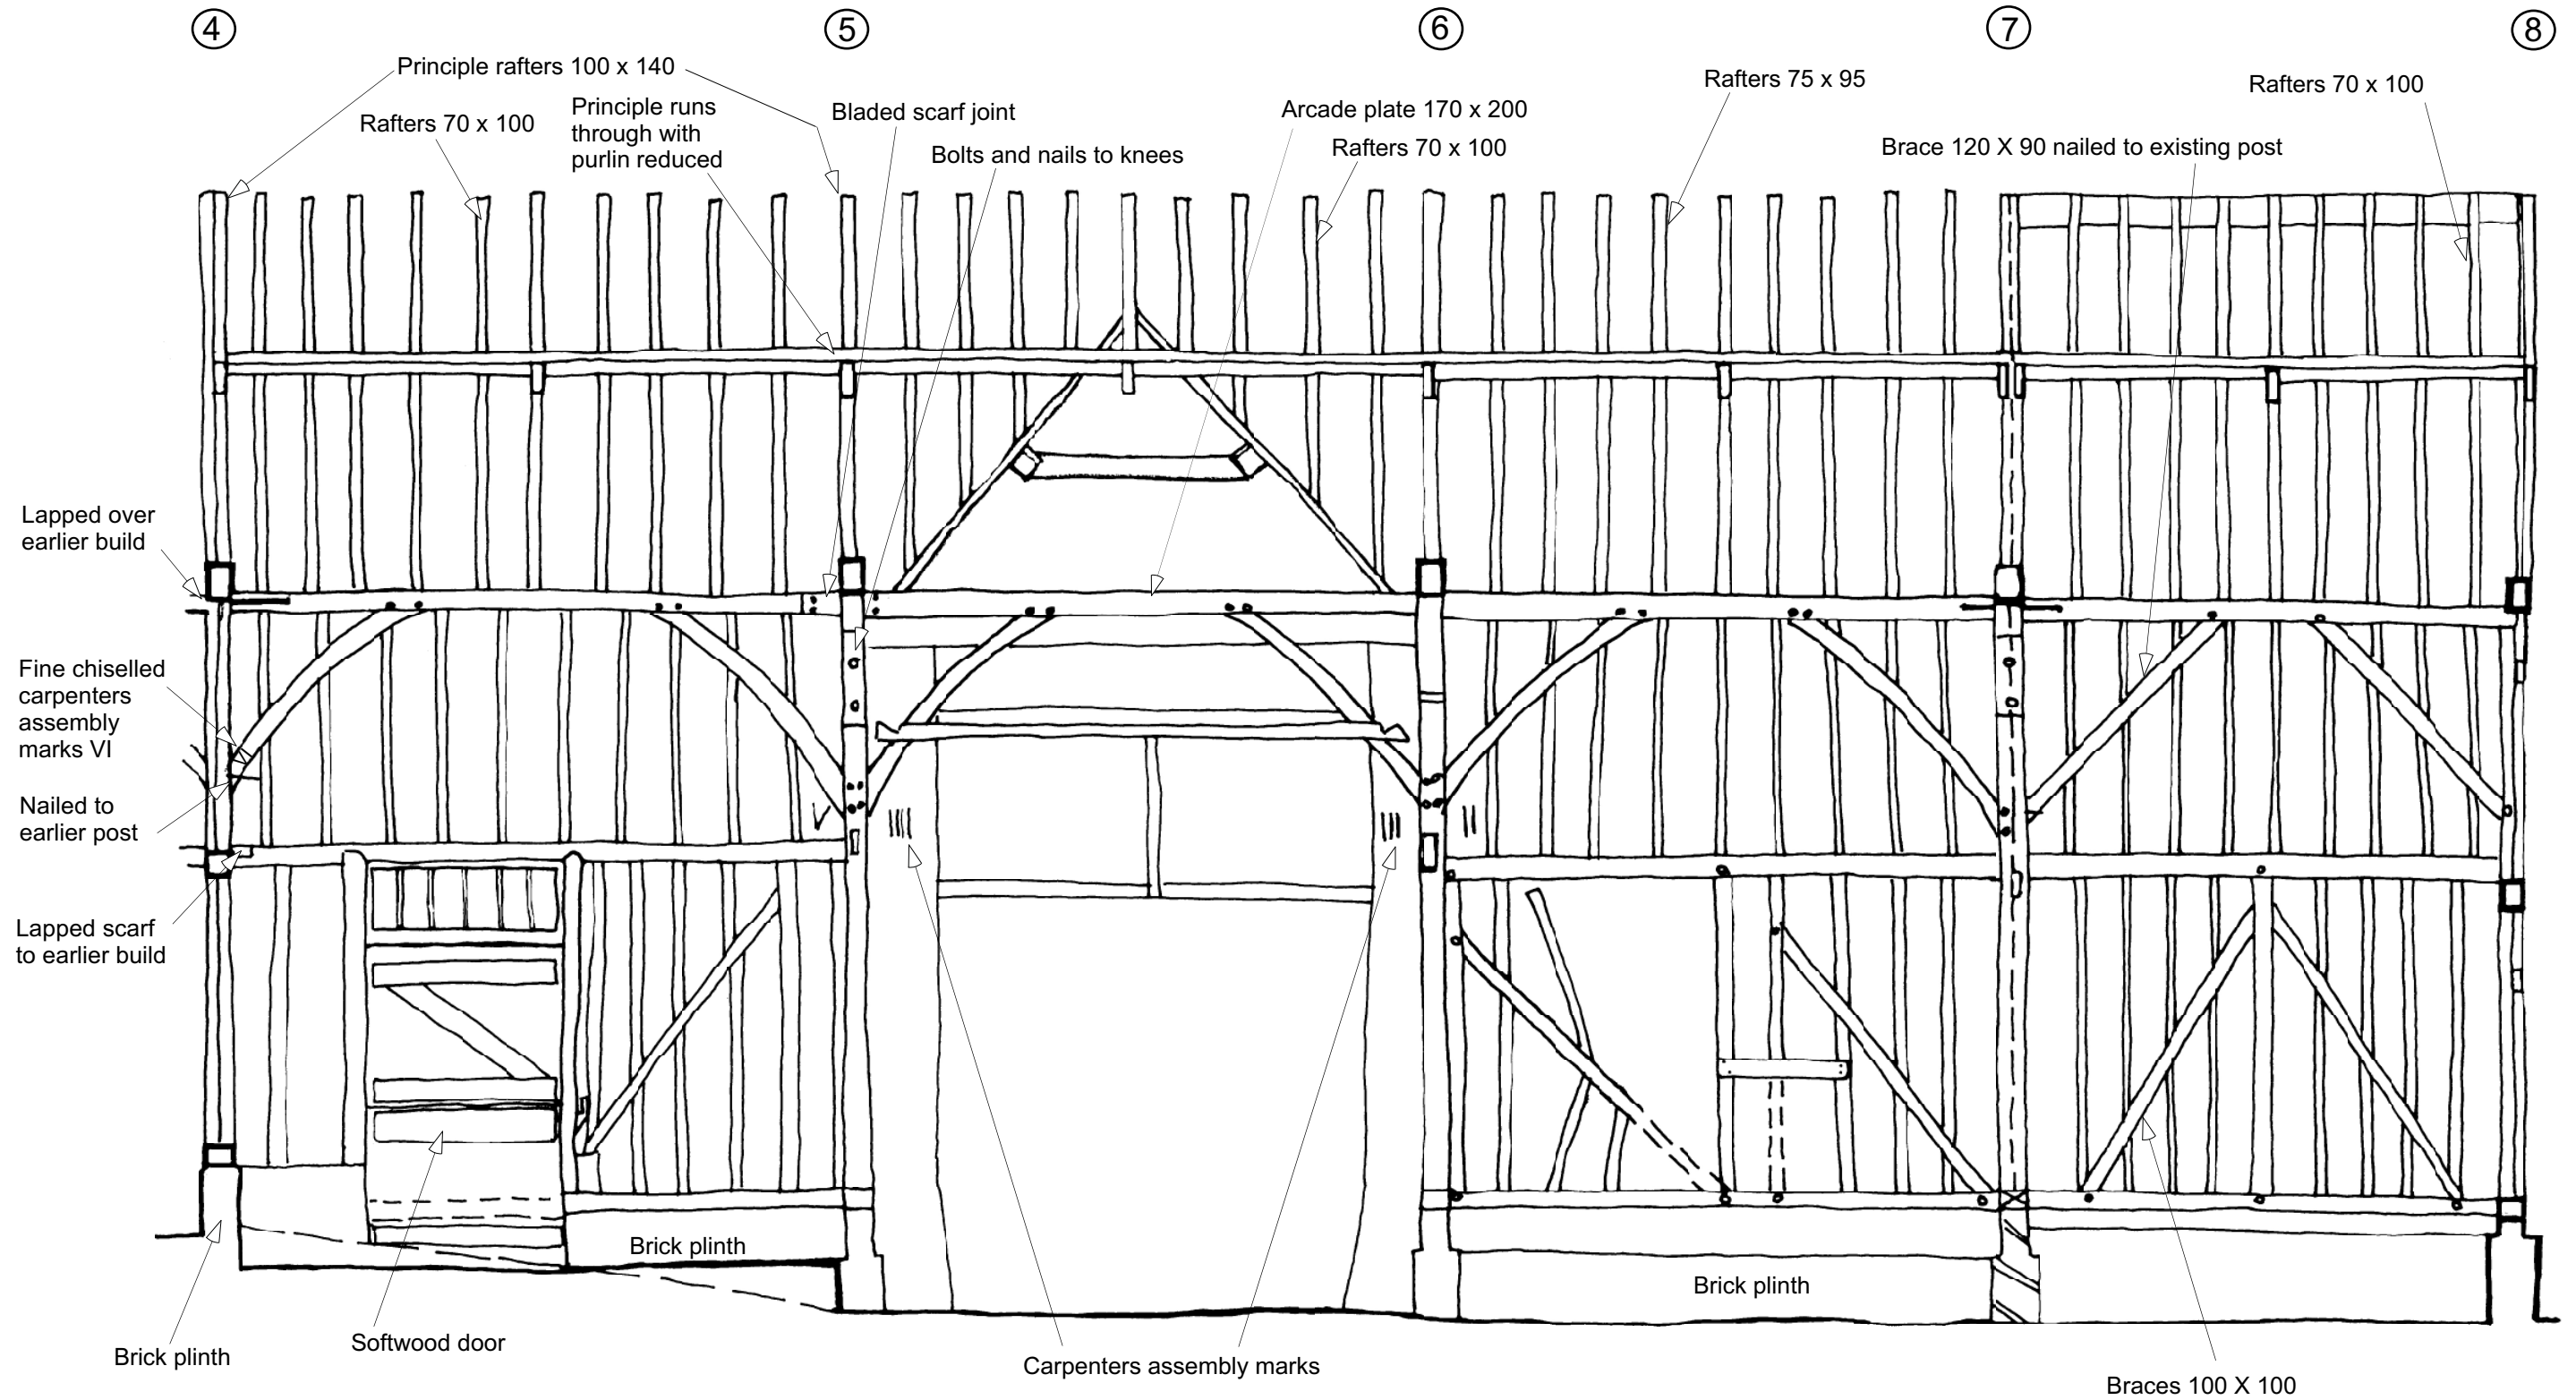 4
5
6
7
8
Principle rafters 100 x 140
Rafters 70 x 100
Principle runs
through with
purlin reduced
Bladed scarf joint
Bolts and nails to knees
Arcade plate 170 x 200
Rafters 70 x 100
Rafters 75 x 95
Rafters 70 x 100
Brace 120 X 90 nailed to existing post
Lapped over
earlier build
Fine chiselled
carpenters
assembly
marks VI
Nailed to
earlier post
Lapped scarf
to earlier build
Brick plinth
Brick plinth
Brick plinth
Softwood door
Carpenters assembly marks
Braces 100 X 100